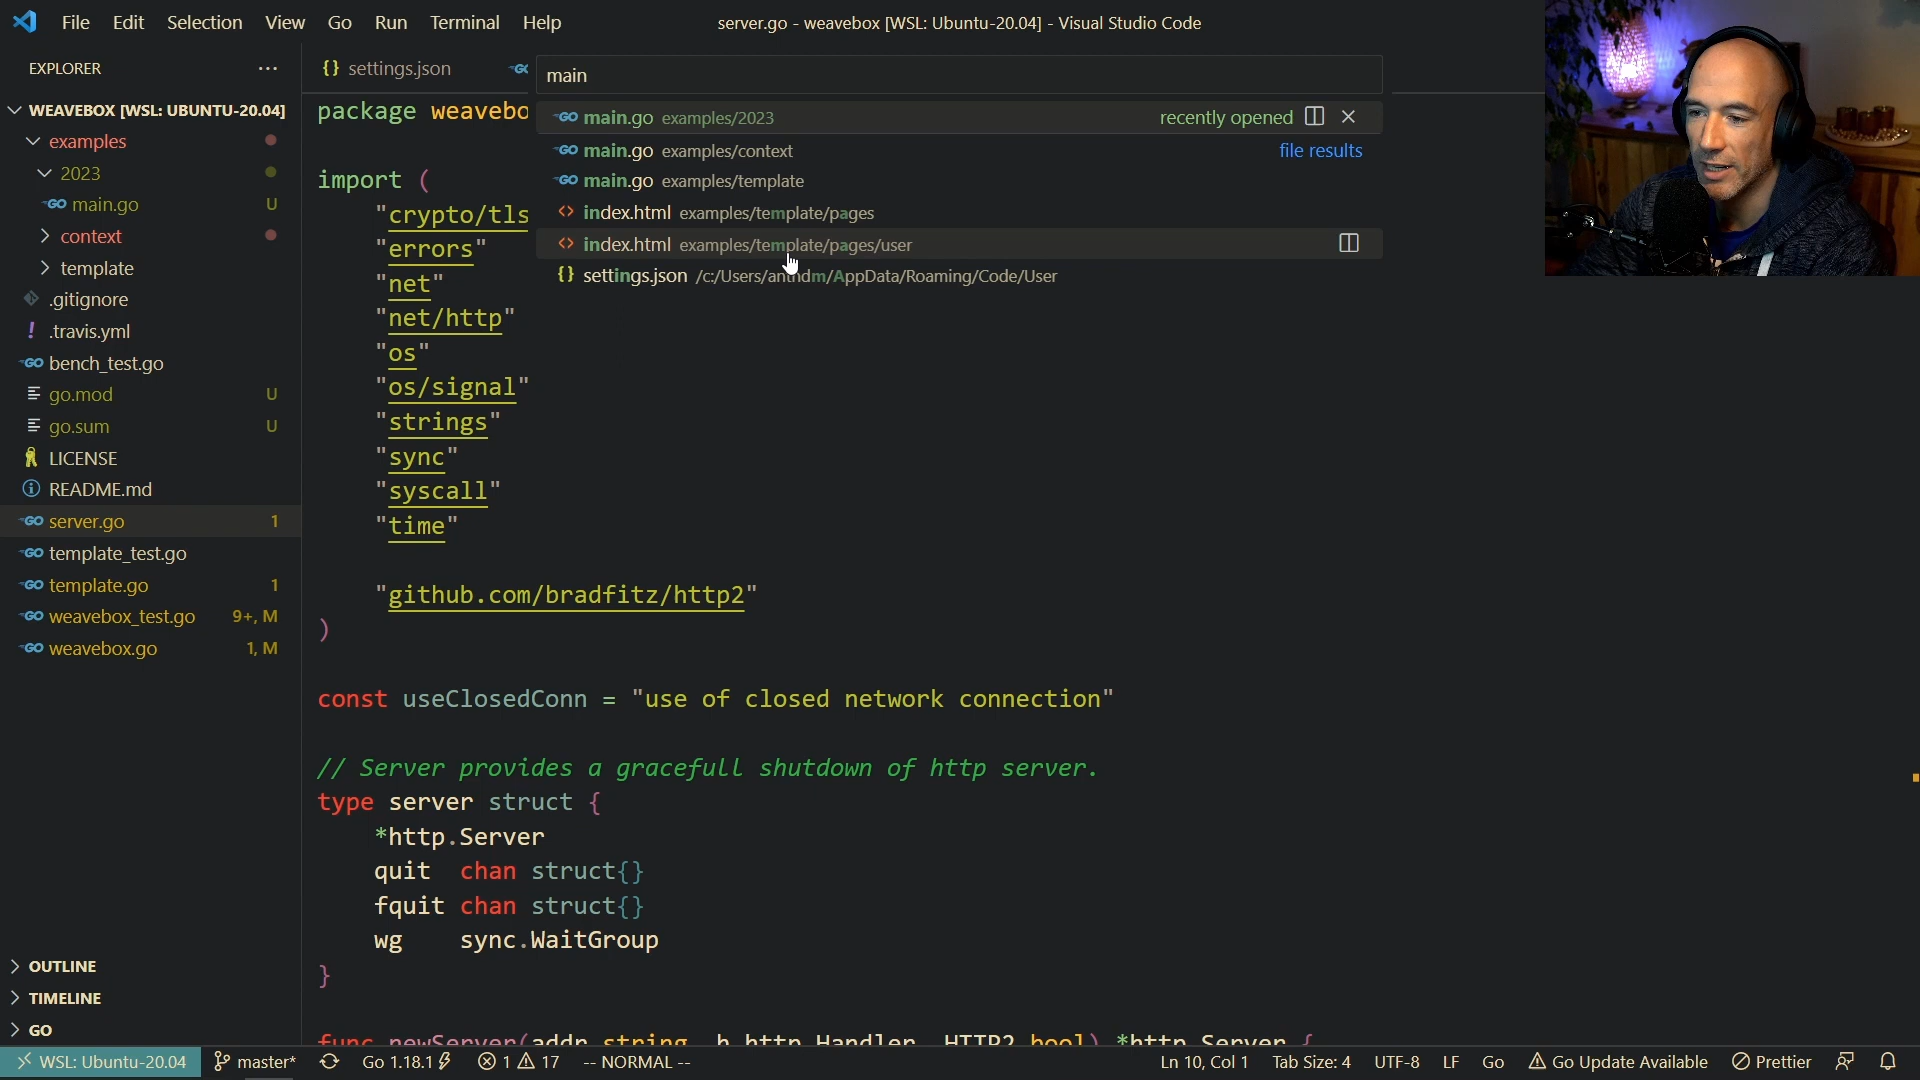 File Edit Selection View Go Run Terminal Help
server.go - weavebox [WSL: Ubuntu-20.04] - Visual Studio Code
EXPLORER ···
WEAVEBOX [WSL: UBUNTU-20.04]
examples
2023
main.go U
context
template
.gitignore
.travis.yml
bench_test.go
go.mod U
go.sum U
LICENSE
README.md
server.go 1
template_test.go
template.go 1
weavebox_test.go 9+, M
weavebox.go 1, M
OUTLINE
TIMELINE
GO
{} settings.json GO
main
main.go examples/2023 recently opened
main.go examples/context file results
main.go examples/template
index.html examples/template/pages
index.html examples/template/pages/user
{} settings.json /c:/Users/anthdm/AppData/Roaming/Code/User
package weavebo
import (
"crypto/tls
"errors"
"net"
"net/http"
"os"
"os/signal"
"strings"
"sync"
"syscall"
"time"
"github.com/bradfitz/http2"
)
const useClosedConn = "use of closed network connection"
// Server provides a gracefull shutdown of http server.
type server struct {
*http.Server
quit chan struct{}
fquit chan struct{}
wg sync.WaitGroup
}
func newServer(addr string, h http.Handler, HTTP2 bool) *http.Server {
WSL: Ubuntu-20.04 master* Go 1.18.1 1 17 -- NORMAL -- Ln 10, Col 1 Tab Size: 4 UTF-8 LF Go Go Update Available Prettier